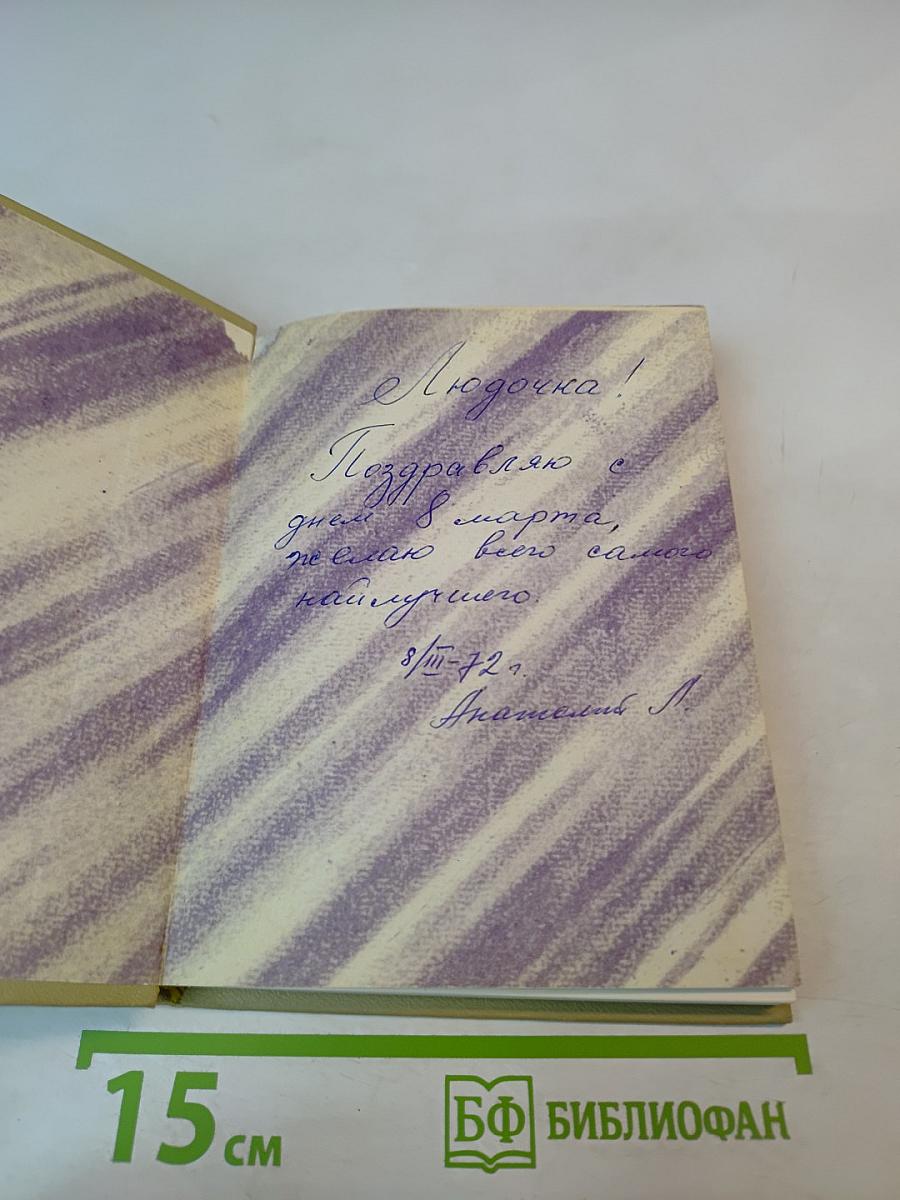 Людочка!
Поздравляю с
днем 8 марта,
желаю всего самого
наилучшего.
8/III-72 г.
Анатолий Л.
15 см
БФ БИБЛИОФАН